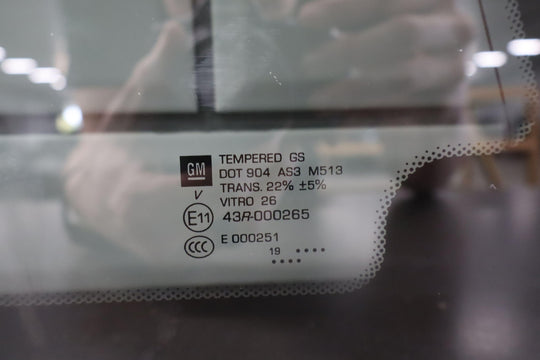 GM
TEMPERED GS
DOT 904 AS3 M513
TRANS. 22% ±5%
V
VITRO 26
E11 43R-000265
CCC E 000251
19 ••••
••••